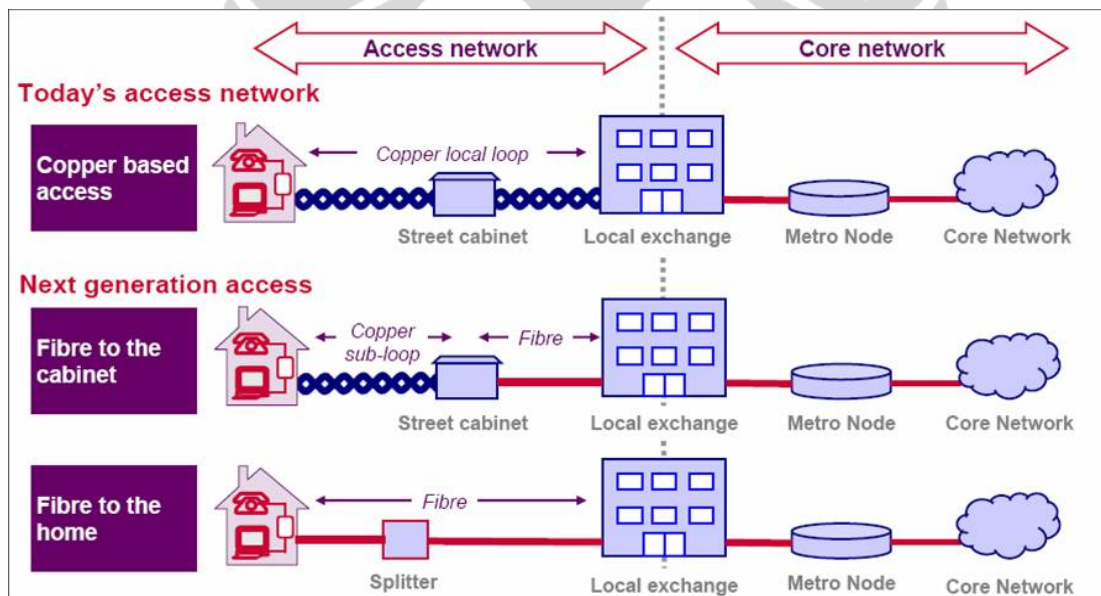 Access network
Core network
Today's access network
Copper based
access
Copper local loop
Street cabinet
Local exchange
Metro Node
Core Network
Next generation access
Fibre to the
cabinet
Copper
sub-loop
Fibre
Street cabinet
Local exchange
Metro Node
Core Network
Fibre to the
home
Fibre
Splitter
Local exchange
Metro Node
Core Network